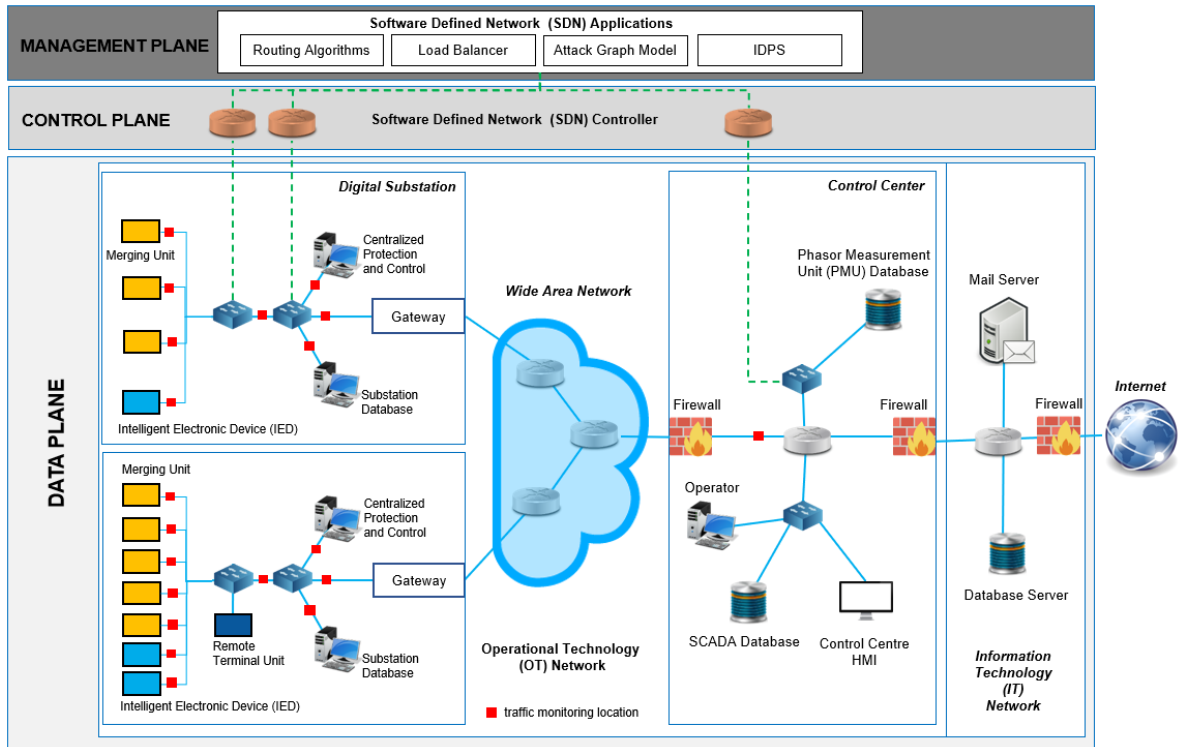 Software Defined Network (SDN) Applications
MANAGEMENT PLANE
Routing Algorithms
Load Balancer
Attack Graph Model
IDPS
CONTROL PLANE
Software Defined Network (SDN) Controller
DATA PLANE
Digital Substation
Merging Unit
Centralized
Protection
and Control
Gateway
Substation
Database
Intelligent Electronic Device (IED)
Merging Unit
Centralized
Protection
and Control
Gateway
Remote
Terminal Unit
Substation
Database
Intelligent Electronic Device (IED)
Wide Area Network
Operational Technology
(OT) Network
traffic monitoring location
Control Center
Phasor Measurement
Unit (PMU) Database
Firewall
Firewall
Operator
SCADA Database
Control Centre
HMI
Mail Server
Firewall
Database Server
Information
Technology
(IT)
Network
Internet